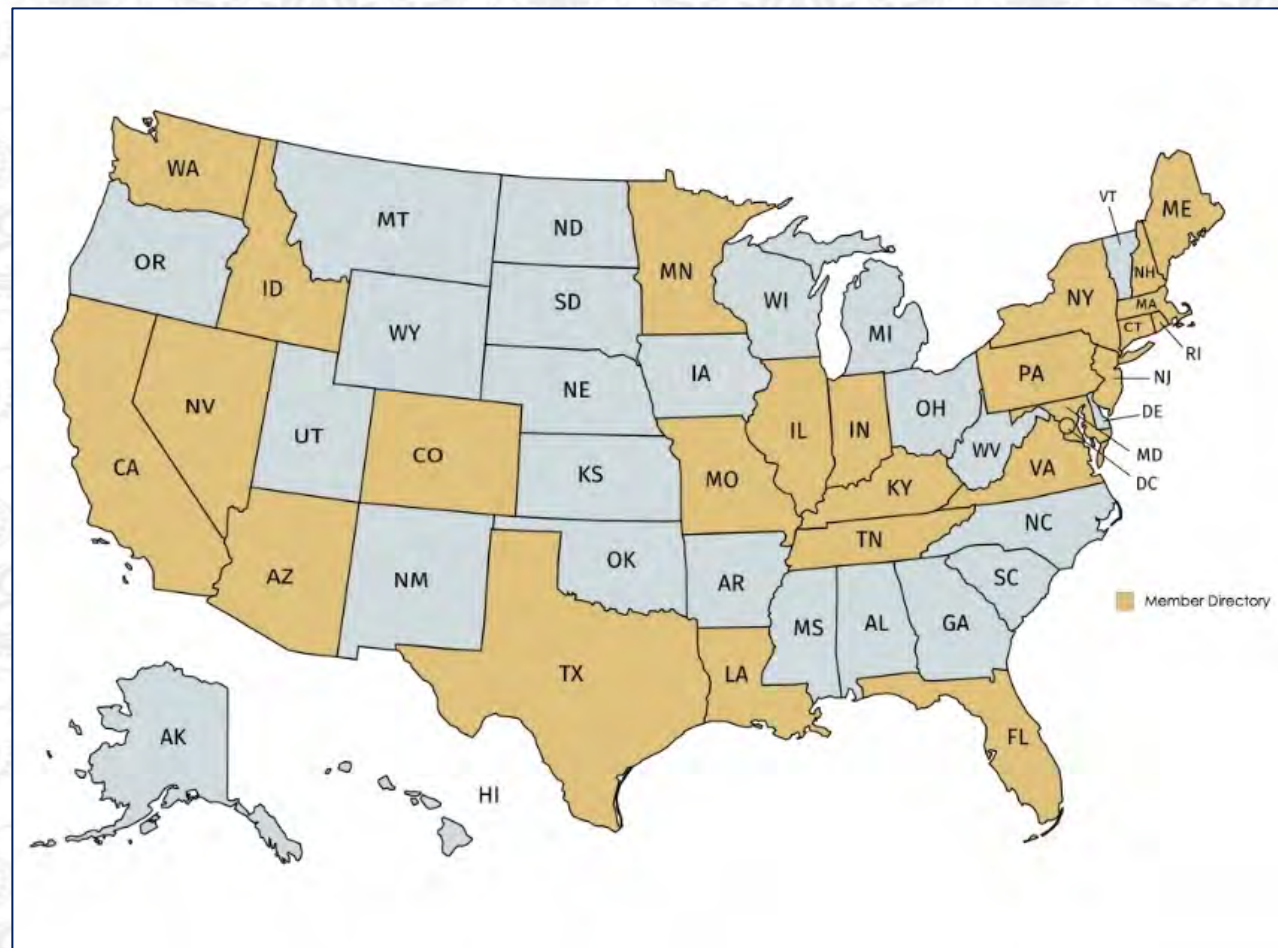 WA
MT
ND
MN
VT
ME
OR
ID
SD
WI
NH
NY
MA
WY
MI
CT
RI
IA
PA
NJ
NV
NE
OH
DE
UT
CO
IL
IN
WV
MD
CA
KS
MO
KY
VA
DC
NC
TN
AZ
NM
OK
AR
SC
MS
AL
GA
Member Directory
TX
LA
FL
AK
HI